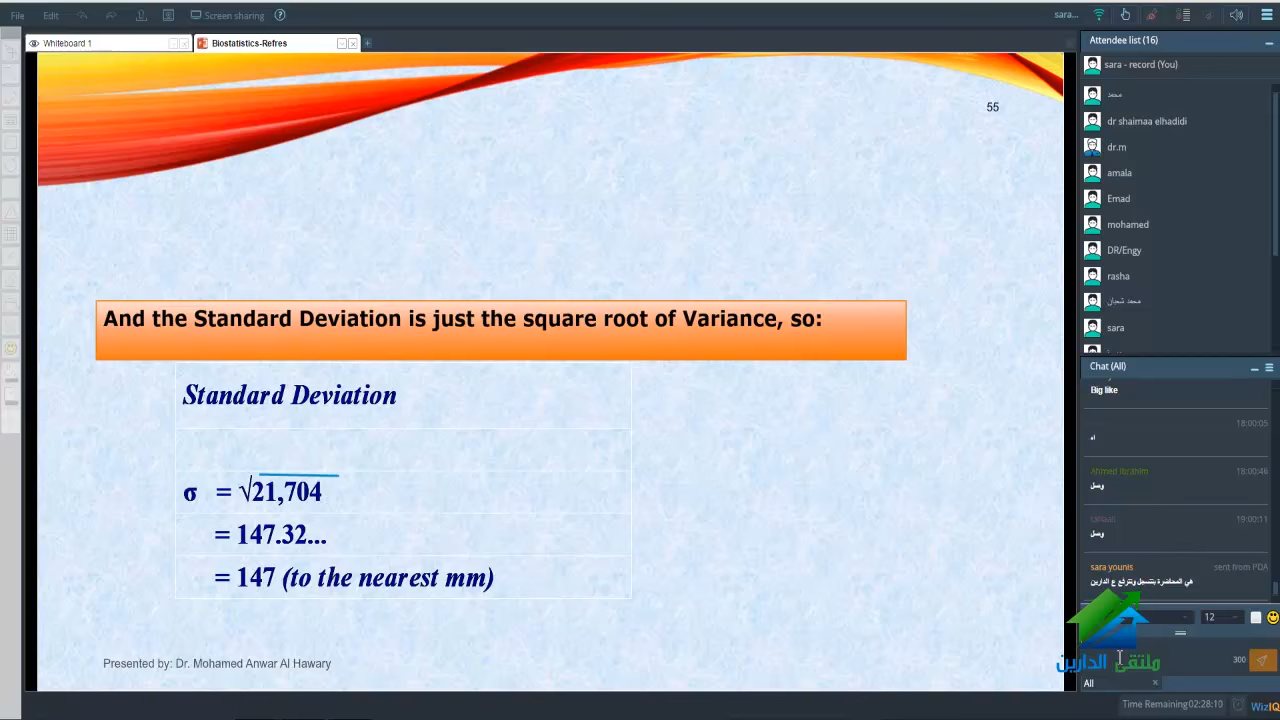 File Edit Screen sharing sara...
Whiteboard 1 Biostatistics-Refres
55
And the Standard Deviation is just the square root of Variance, so:
Standard Deviation
σ = √21,704
= 147.32...
= 147 (to the nearest mm)
Presented by: Dr. Mohamed Anwar Al Hawary
Attendee list (16)
sara - record (You)
محمد
dr shaimaa elhadidi
dr.m
amala
Emad
mohamed
DR/Engy
rasha
محمد شعبان
sara
Chat (All)
Big like
18:00:05
اه
Ahmed Ibrahim 18:00:46
وصل
19:00:11
وصل
sara younis sent from PDA
هي المحاضرة بتتسجل وتترفع ع الدارين
12
ملتقى الدارين
300
All
Time Remaining02:28:10
WizIQ